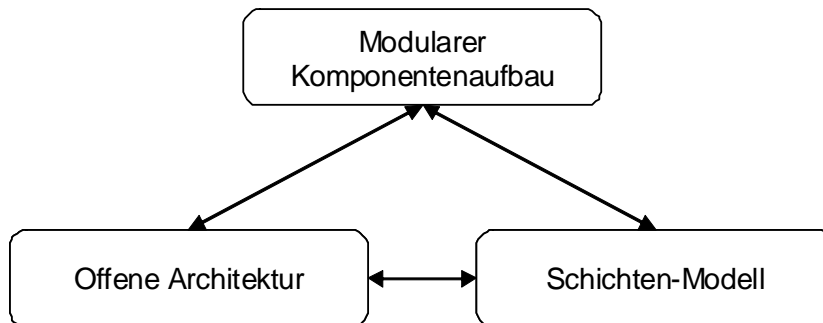 Modularer
Komponentenaufbau
Offene Architektur
Schichten-Modell